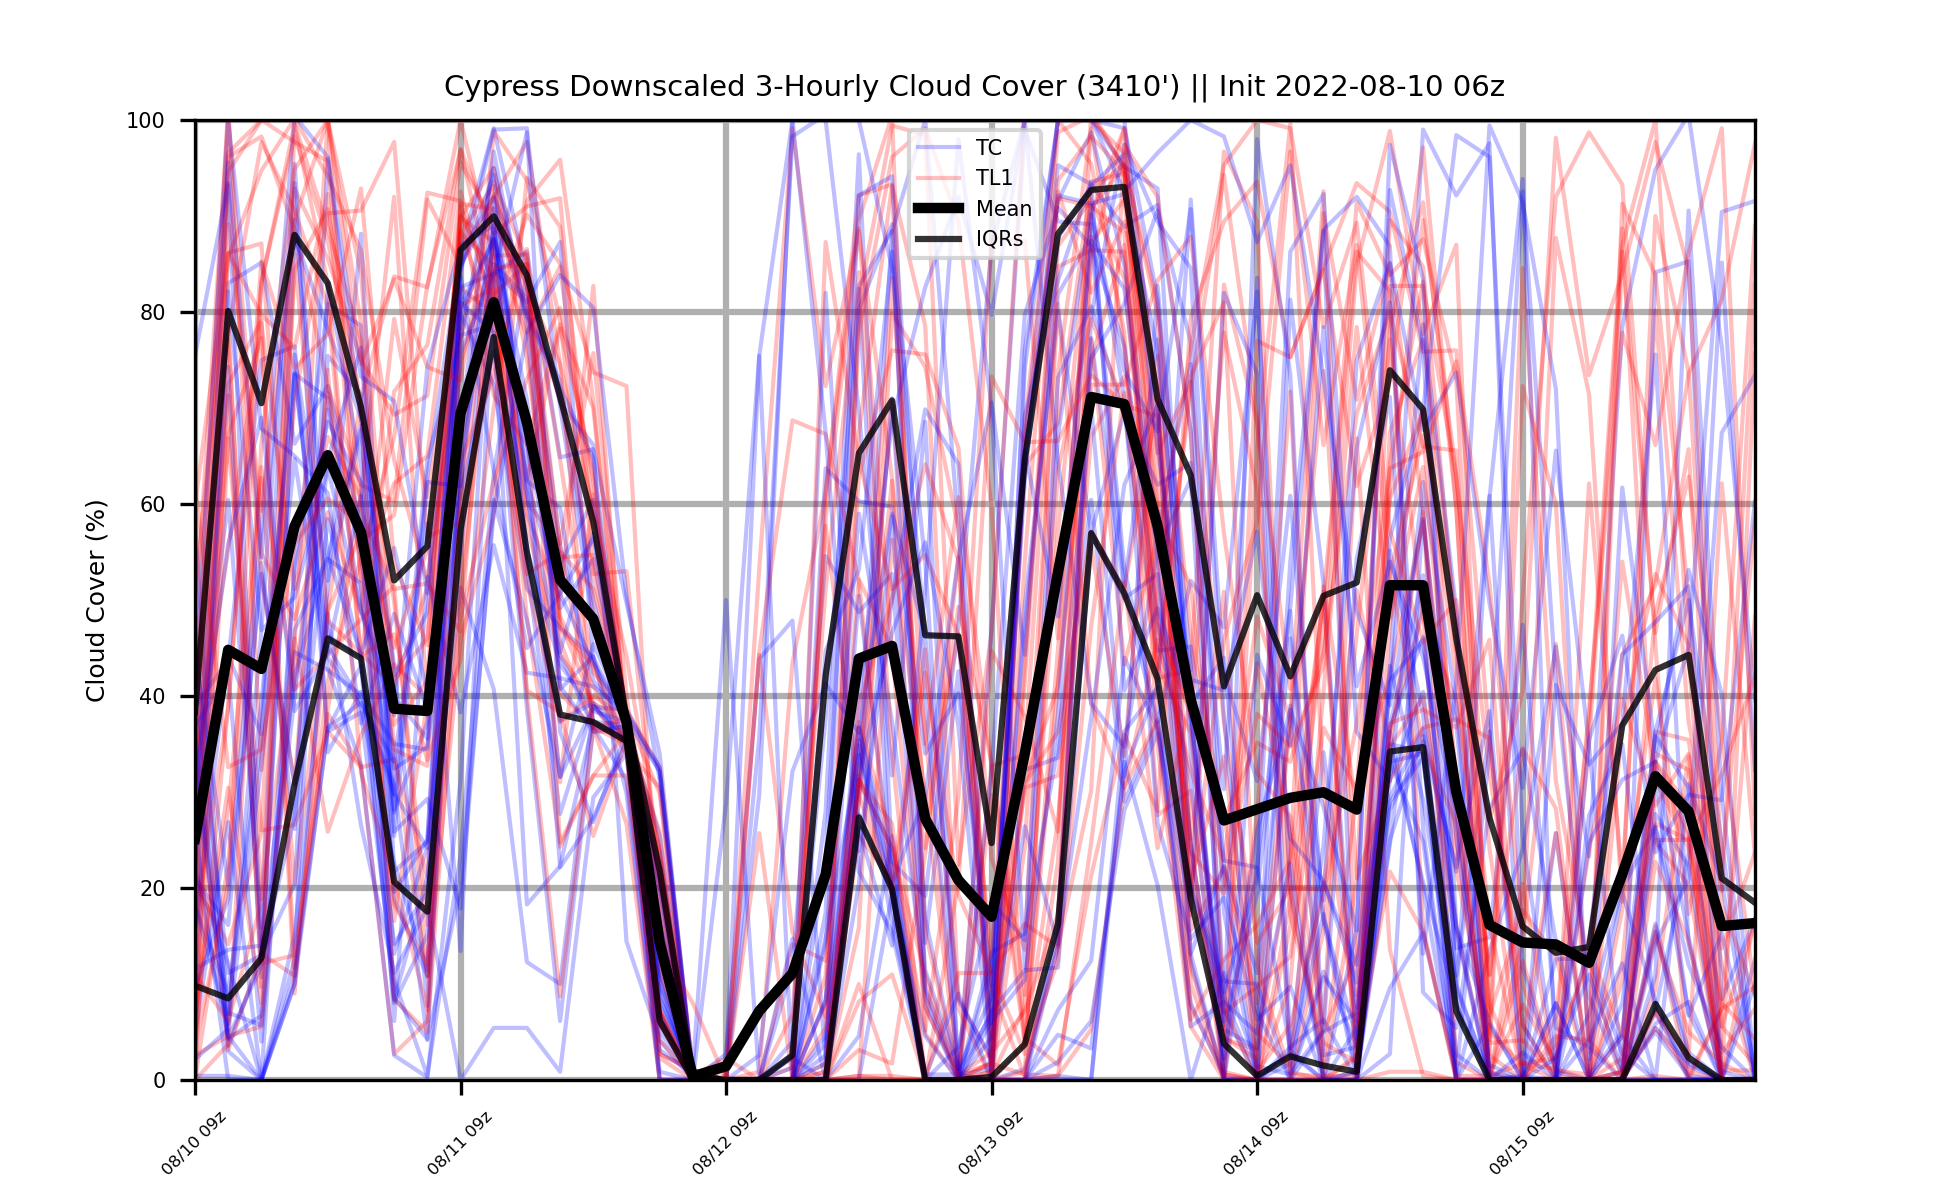 Cypress Downscaled 3-Hourly Cloud Cover (3410') || Init 2022-08-10 06z
TC
TL1
Mean
IQRs
Cloud Cover (%)
100
80
60
40
20
0
08/10 09z
08/11 09z
08/12 09z
08/13 09z
08/14 09z
08/15 09z